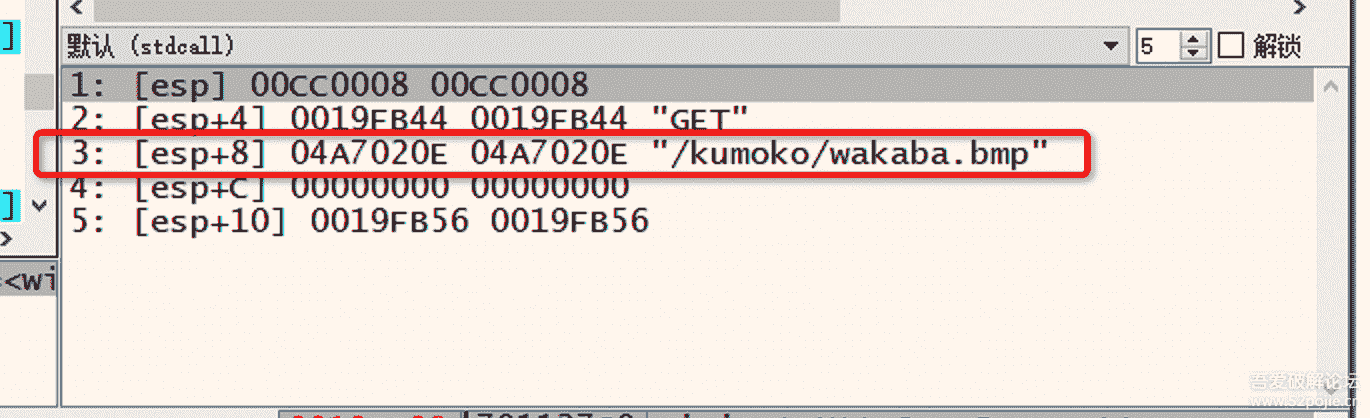 ]
默认 (stdcall)
5
解锁
1: [esp] 00CC0008 00CC0008
2: [esp+4] 0019FB44 0019FB44 "GET"
3: [esp+8] 04A7020E 04A7020E "/kumoko/wakaba.bmp"
4: [esp+C] 00000000 00000000
]
5: [esp+10] 0019FB56 0019FB56
<wi
吾爱破解论坛
www.52pojie.cn